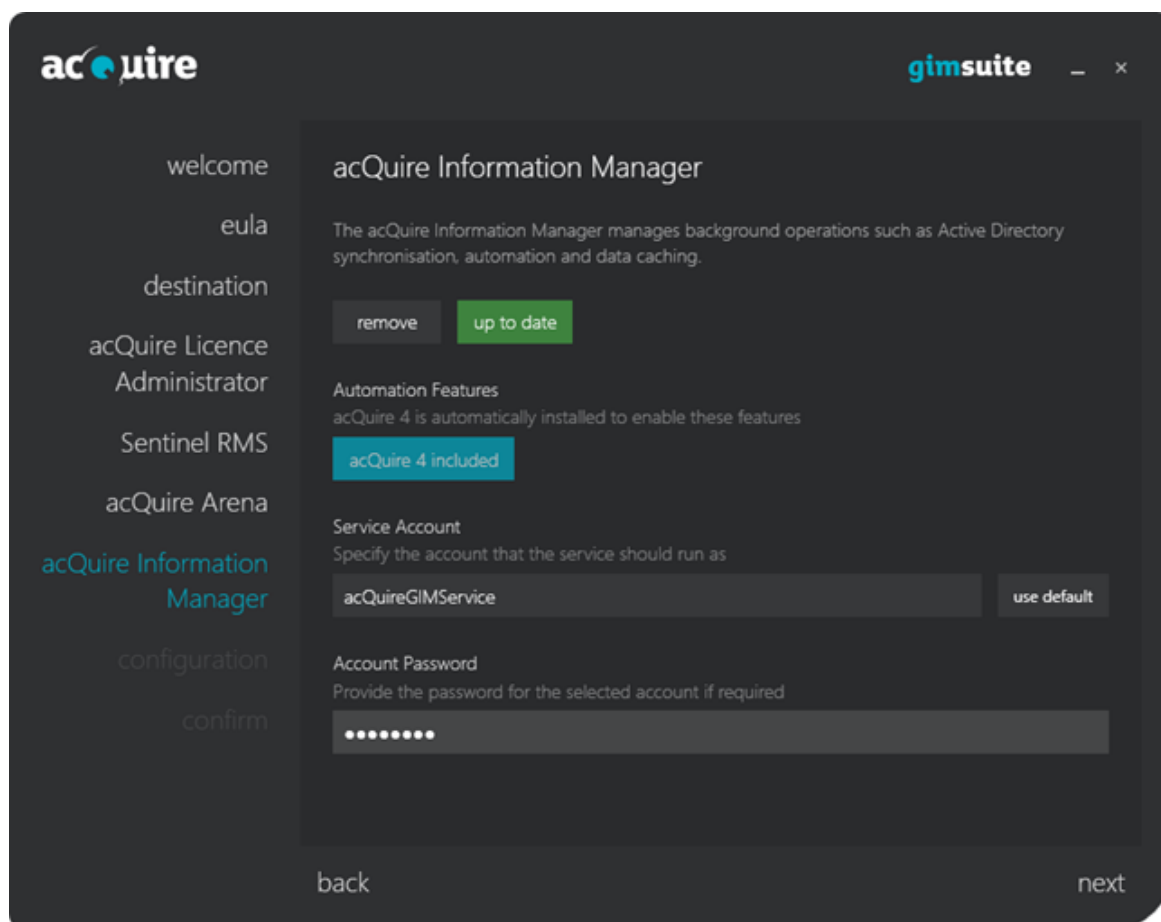 acQuire
gimsuite
welcome
eula
destination
acQuire Licence
Administrator
Sentinel RMS
acQuire Arena
acQuire Information
Manager
configuration
confirm
acQuire Information Manager
The acQuire Information Manager manages background operations such as Active Directory
synchronisation, automation and data caching.
remove
up to date
Automation Features
acQuire 4 is automatically installed to enable these features
acQuire 4 included
Service Account
Specify the account that the service should run as
acQuireGIMService
use default
Account Password
Provide the password for the selected account if required
••••••••
back
next